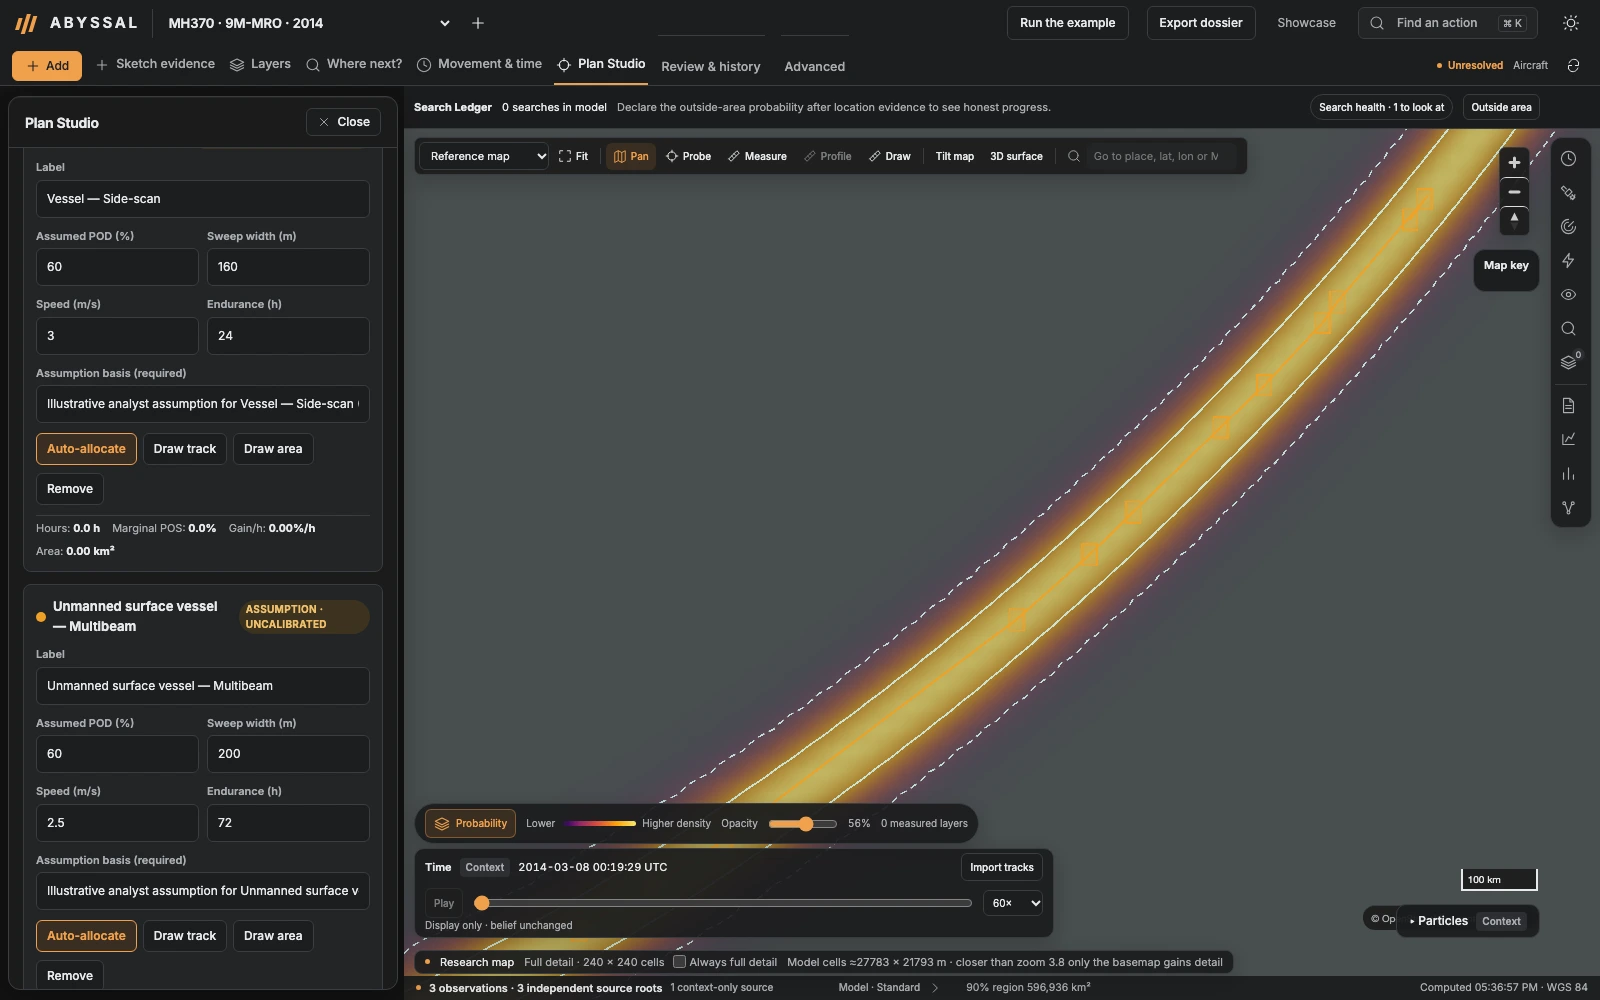 ABYSSAL
MH370 · 9M-MRO · 2014
Run the example
Export dossier
Showcase
Find an action
⌘ K
Add
Sketch evidence
Layers
Where next?
Movement & time
Plan Studio
Review & history
Advanced
Unresolved
Aircraft
Plan Studio
Close
Search Ledger 0 searches in model Declare the outside-area probability after location evidence to see honest progress.
Search health · 1 to look at
Outside area
Label
Vessel — Side-scan
Assumed POD (%) Sweep width (m)
60 160
Speed (m/s) Endurance (h)
3 24
Assumption basis (required)
Illustrative analyst assumption for Vessel — Side-scan
Auto-allocate Draw track Draw area
Remove
Hours: 0.0 h Marginal POS: 0.0% Gain/h: 0.00%/h
Area: 0.00 km²
Unmanned surface vessel
— Multibeam
ASSUMPTION ·
UNCALIBRATED
Label
Unmanned surface vessel — Multibeam
Assumed POD (%) Sweep width (m)
60 200
Speed (m/s) Endurance (h)
2.5 72
Assumption basis (required)
Illustrative analyst assumption for Unmanned surface v
Auto-allocate Draw track Draw area
Remove
Reference map Fit Pan Probe Measure Profile Draw Tilt map 3D surface Go to place, lat, lon or M
Map key
0
Probability Lower Higher density Opacity 56% 0 measured layers
Time Context 2014-03-08 00:19:29 UTC Import tracks
Play 60×
Display only · belief unchanged
100 km
© Op
Particles Context
Research map Full detail · 240 × 240 cells Always full detail Model cells ≈27783 × 21793 m · closer than zoom 3.8 only the basemap gains detail
3 observations · 3 independent source roots 1 context-only source Model · Standard 90% region 596,936 km² Computed 05:36:57 PM · WGS 84